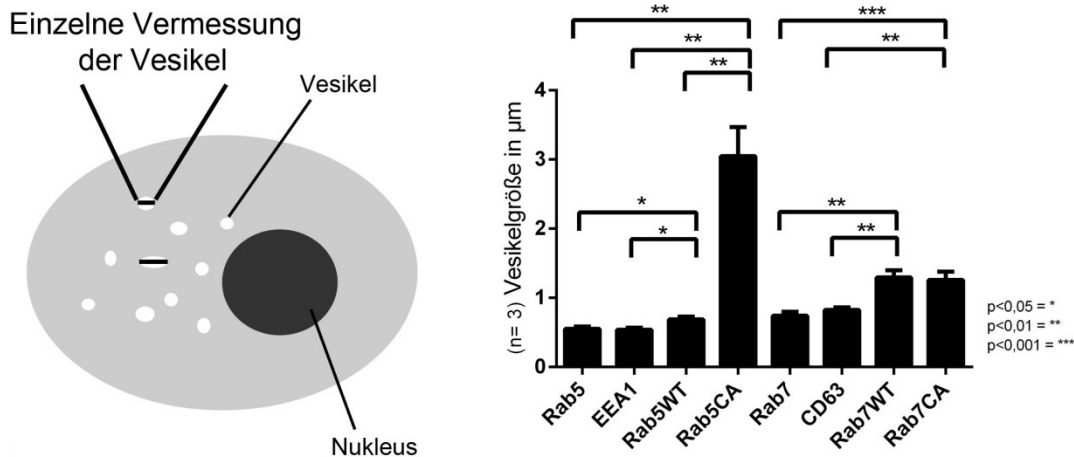 Einzelne Vermessung
der Vesikel
Vesikel
Nukleus
** ***
** **
**
* **
* **
(n= 3) Vesikelgröße in µm
4
3
2
1
0
Rab5 EEA1 Rab5WT Rab5CA Rab7 CD63 Rab7WT Rab7CA
p<0,05 = *
p<0,01 = **
p<0,001 = ***